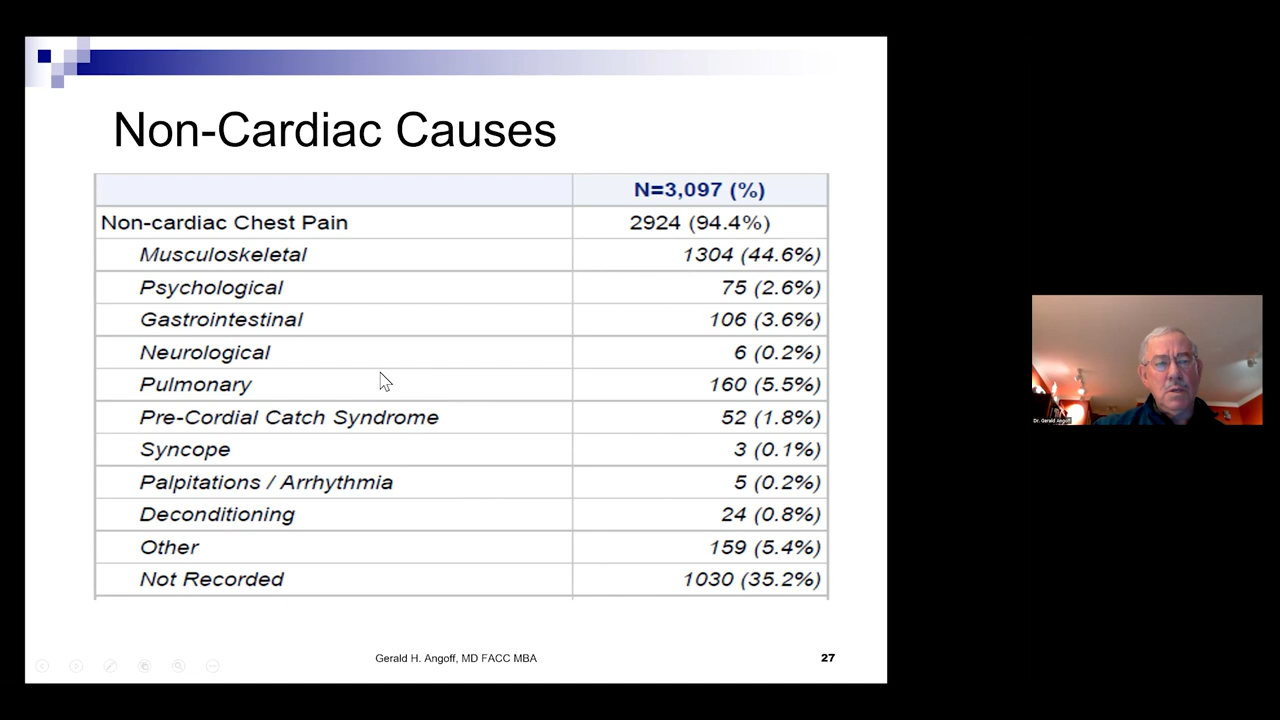 Non-Cardiac Causes
N=3,097 (%)
Non-cardiac Chest Pain 2924 (94.4%)
Musculoskeletal 1304 (44.6%)
Psychological 75 (2.6%)
Gastrointestinal 106 (3.6%)
Neurological 6 (0.2%)
Pulmonary 160 (5.5%)
Pre-Cordial Catch Syndrome 52 (1.8%)
Syncope 3 (0.1%)
Palpitations / Arrhythmia 5 (0.2%)
Deconditioning 24 (0.8%)
Other 159 (5.4%)
Not Recorded 1030 (35.2%)
Gerald H. Angoff, MD FACC MBA 27
Dr. Gerald Angoff